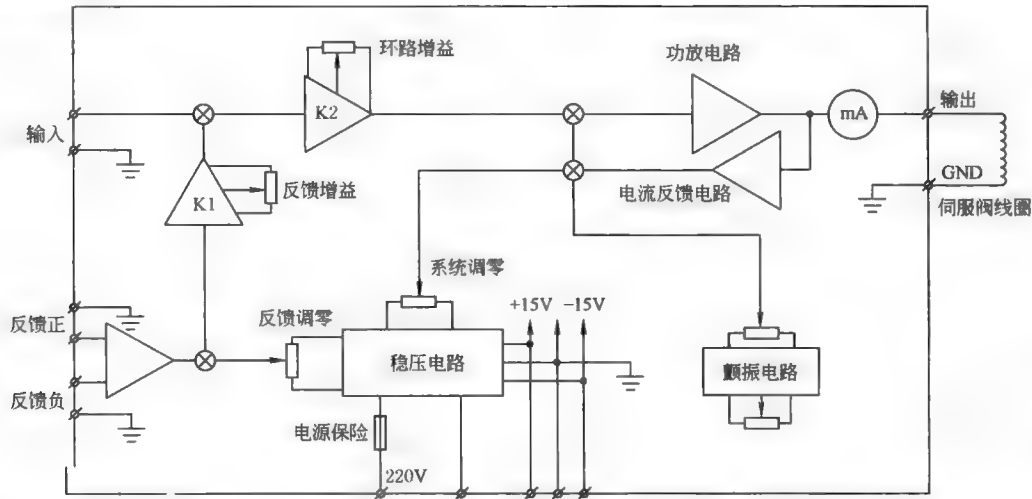 环路增益
功放电路
K2
mA
输出
输入
反馈增益
K1
电流反馈电路
GND
伺服阀线圈
系统调零
+15V
-15V
反馈正
反馈调零
稳压电路
颤振电路
反馈负
电源保险
220V